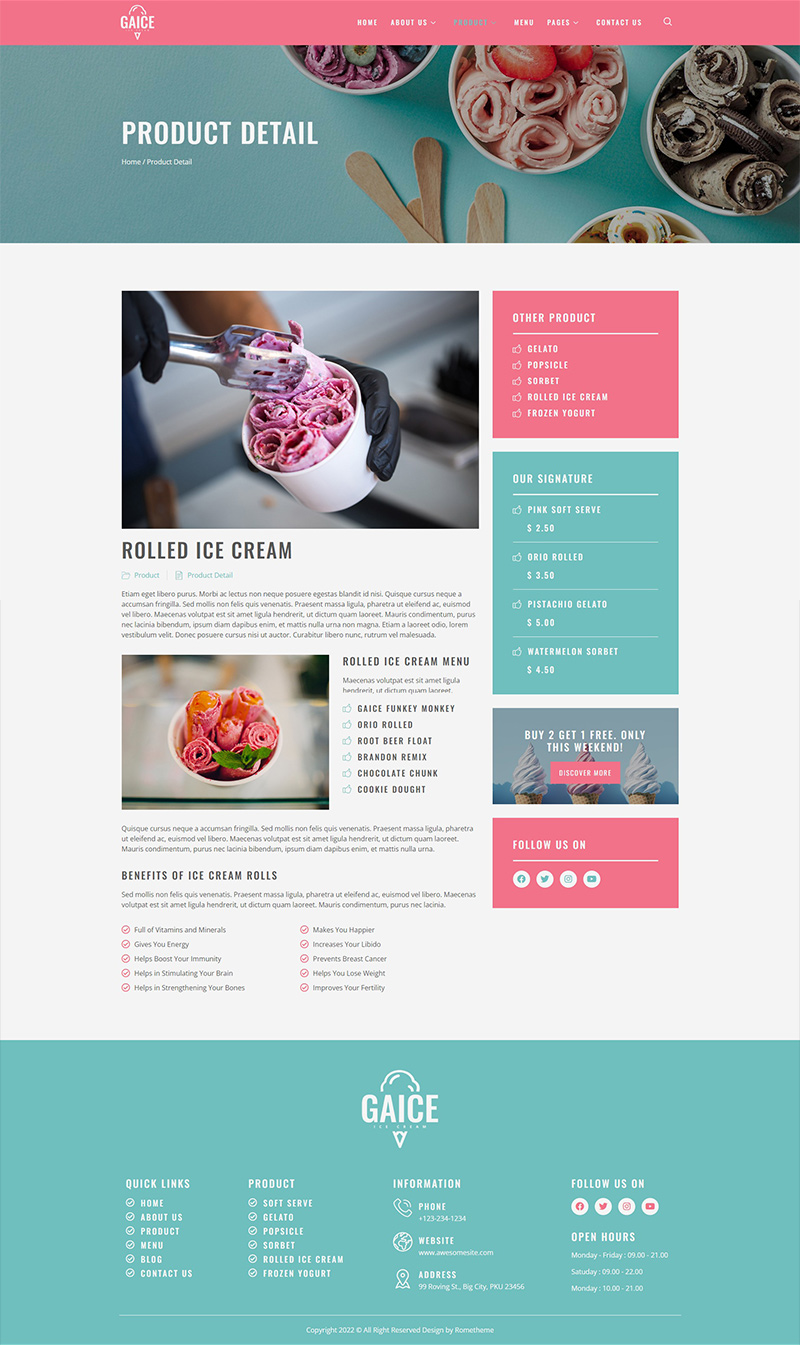 GAICE
HOME ABOUT US PRODUCT MENU PAGES CONTACT US
PRODUCT DETAIL
Home / Product Detail
ROLLED ICE CREAM
Product Product Detail
Etiam eget libero purus. Morbi ac lectus non neque posuere egestas blandit id nisi. Quisque cursus neque a
accumsan fringilla. Sed mollis non felis quis venenatis. Praesent massa ligula, pharetra ut eleifend ac, euismod
vel libero. Maecenas volutpat est sit amet ligula hendrerit, ut dictum quam laoreet. Mauris condimentum, purus
nec lacinia bibendum, ipsum diam dapibus enim, et mattis nulla urna non magna. Etiam a laoreet odio, lorem
vestibulum velit. Donec posuere cursus nisi ut auctor. Curabitur libero nunc, rutrum vel malesuada.
ROLLED ICE CREAM MENU
Maecenas volutpat est sit amet ligula
hendrerit, ut dictum quam laoreet.
GAICE FUNKEY MONKEY
ORIO ROLLED
ROOT BEER FLOAT
BRANDON REMIX
CHOCOLATE CHUNK
COOKIE DOUGHT
Quisque cursus neque a accumsan fringilla. Sed mollis non felis quis venenatis. Praesent massa ligula, pharetra
ut eleifend ac, euismod vel libero. Maecenas volutpat est sit amet ligula hendrerit, ut dictum quam laoreet.
Mauris condimentum, purus nec lacinia bibendum, ipsum diam dapibus enim, et mattis nulla urna.
BENEFITS OF ICE CREAM ROLLS
Sed mollis non felis quis venenatis. Praesent massa ligula, pharetra ut eleifend ac, euismod vel libero. Maecenas
volutpat est sit amet ligula hendrerit, ut dictum quam laoreet. Mauris condimentum, purus nec lacinia.
Full of Vitamins and Minerals
Gives You Energy
Helps Boost Your Immunity
Helps in Stimulating Your Brain
Helps in Strengthening Your Bones
Makes You Happier
Increases Your Libido
Prevents Breast Cancer
Helps You Lose Weight
Improves Your Fertility
OTHER PRODUCT
GELATO
POPSICLE
SORBET
ROLLED ICE CREAM
FROZEN YOGURT
OUR SIGNATURE
PINK SOFT SERVE
$ 2.50
ORIO ROLLED
$ 3.50
PISTACHIO GELATO
$ 5.00
WATERMELON SORBET
$ 4.50
BUY 2 GET 1 FREE. ONLY
THIS WEEKEND!
DISCOVER MORE
FOLLOW US ON
GAICE
ICE CREAM
QUICK LINKS
HOME
ABOUT US
PRODUCT
MENU
BLOG
CONTACT US
PRODUCT
SOFT SERVE
GELATO
POPSICLE
SORBET
ROLLED ICE CREAM
FROZEN YOGURT
INFORMATION
PHONE
+123-234-1234
WEBSITE
www.awesomesite.com
ADDRESS
99 Roving St., Big City, PKU 23456
FOLLOW US ON
OPEN HOURS
Monday - Friday : 09.00 - 21.00
Satuday : 09.00 - 22.00
Monday : 10.00 - 21.00
Copyright 2022 © All Right Reserved Design by Rometheme